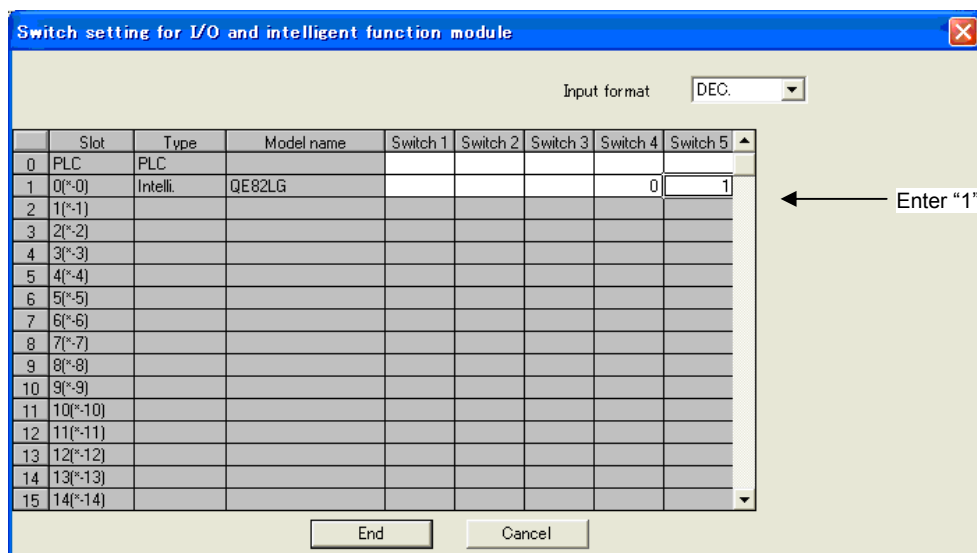 Switch setting for I/O and intelligent function module
Input format DEC.
Slot Type Model name Switch 1 Switch 2 Switch 3 Switch 4 Switch 5
0 PLC PLC
1 0(*-0) Intelli. QE82LG 0 1
Enter “1”
2 1(*-1)
3 2(*-2)
4 3(*-3)
5 4(*-4)
6 5(*-5)
7 6(*-6)
8 7(*-7)
9 8(*-8)
10 9(*-9)
11 10(*-10)
12 11(*-11)
13 12(*-12)
14 13(*-13)
15 14(*-14)
End Cancel